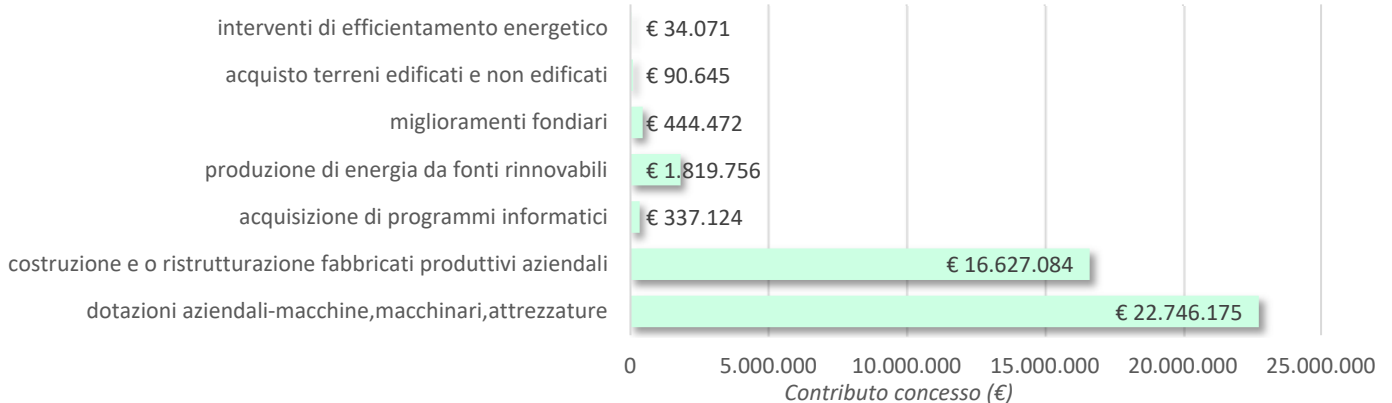 interventi di efficientamento energetico € 34.071
acquisto terreni edificati e non edificati € 90.645
miglioramenti fondiari € 444.472
produzione di energia da fonti rinnovabili € 1.819.756
acquisizione di programmi informatici € 337.124
costruzione e o ristrutturazione fabbricati produttivi aziendali € 16.627.084
dotazioni aziendali-macchine,macchinari,attrezzature € 22.746.175
0 5.000.000 10.000.000 15.000.000 20.000.000 25.000.000
Contributo concesso (€)